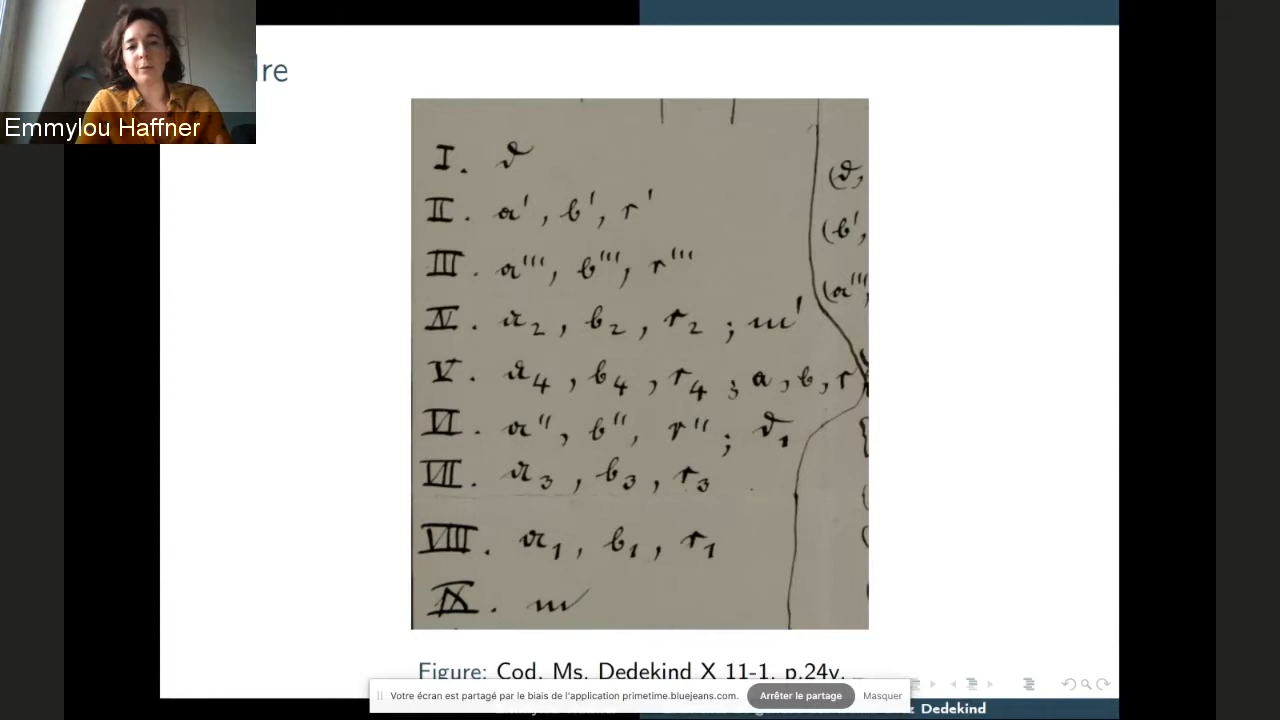 Emmylou Haffner
I. d
II. a', b', r'
III. a''', b''', r'''
IV. a2, b2, r2; m'
V. a4, b4, r4; a, b, r
VI. a'', b'', r''; d1
VII. a3, b3, r3
VIII. a1, b1, r1
IX. m
(d,
(b',
(a''',
Figure: Cod. Ms. Dedekind X 11-1, p.24v.
Votre écran est partagé par le biais de l'application primetime.bluejeans.com. Arrêter le partage Masquer
Dedekind